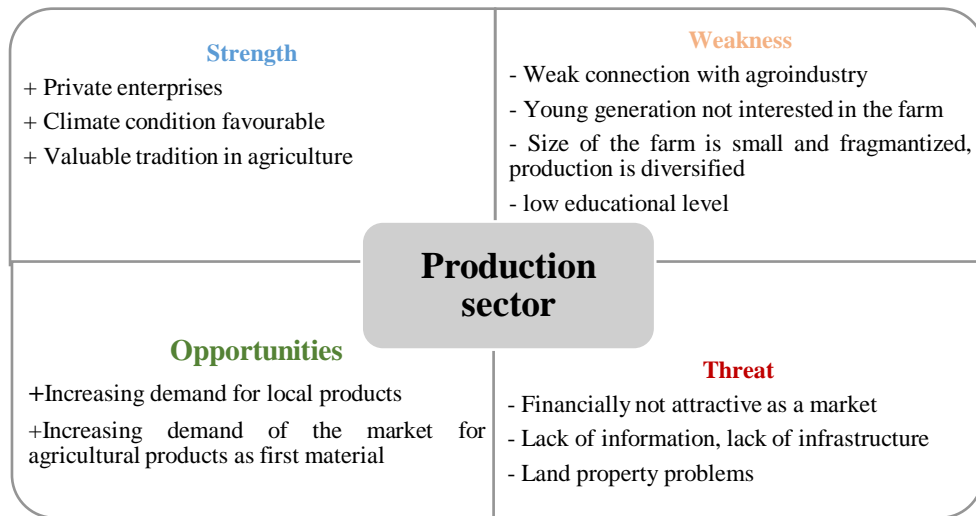 Strength
+ Private enterprises
+ Climate condition favourable
+ Valuable tradition in agriculture
Weakness
- Weak connection with agroindustry
- Young generation not interested in the farm
- Size of the farm is small and fragmantized,
production is diversified
- low educational level
Production
sector
Opportunities
+Increasing demand for local products
+Increasing demand of the market for
agricultural products as first material
Threat
- Financially not attractive as a market
- Lack of information, lack of infrastructure
- Land property problems